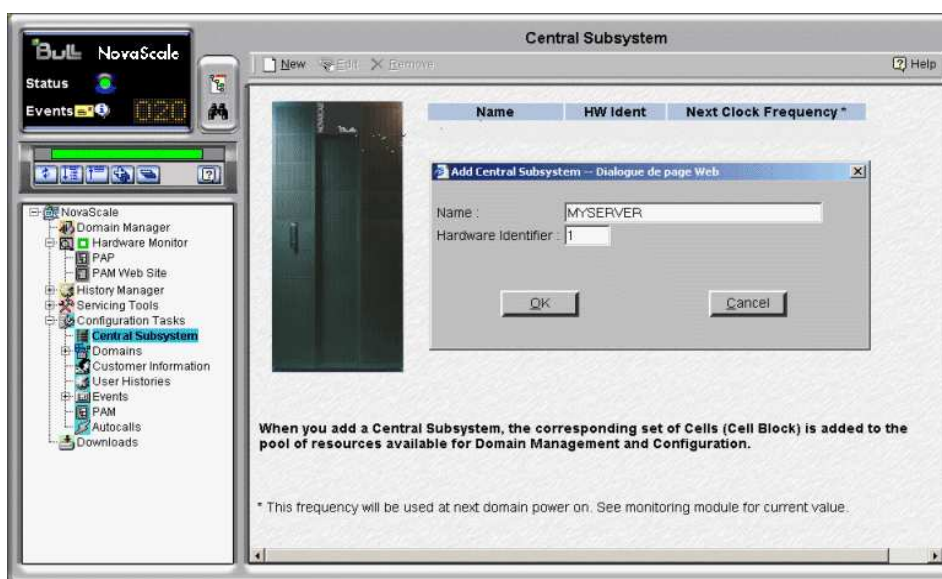 Bull NovaScale
Status
Events
020
Central Subsystem
New Edit Remove
Help
Name HW Ident Next Clock Frequency *
Add Central Subsystem -- Dialogue de page Web
Name : MYSERVER
Hardware Identifier : 1
OK Cancel
NovaScale
Domain Manager
Hardware Monitor
PAP
PAM Web Site
History Manager
Servicing Tools
Configuration Tasks
Central Subsystem
Domains
Customer Information
User Histories
Events
PAM
Autocalls
Downloads
When you add a Central Subsystem, the corresponding set of Cells (Cell Block) is added to the
pool of resources available for Domain Management and Configuration.
* This frequency will be used at next domain power on. See monitoring module for current value.